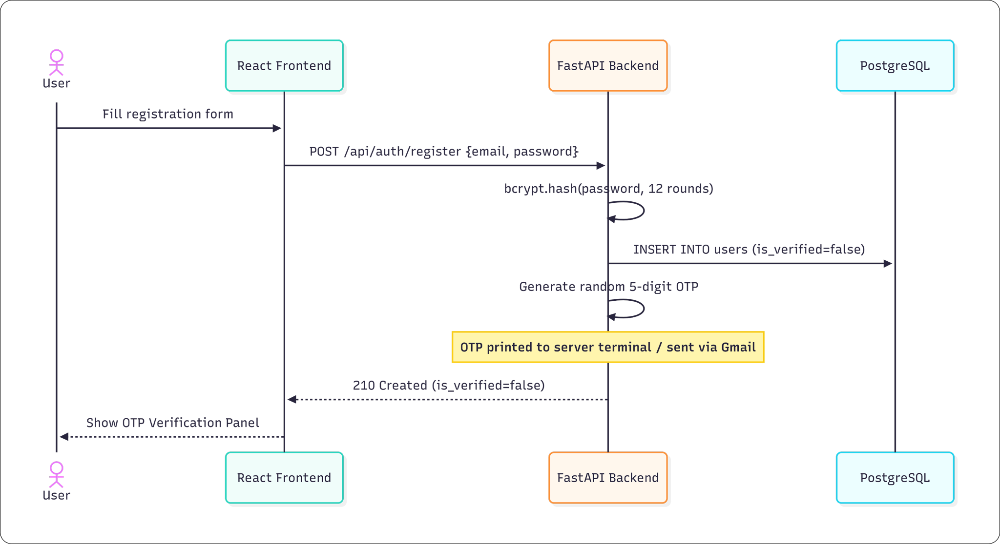 User
React Frontend
FastAPI Backend
PostgreSQL
Fill registration form
POST /api/auth/register {email, password}
bcrypt.hash(password, 12 rounds)
INSERT INTO users (is_verified=false)
Generate random 5-digit OTP
OTP printed to server terminal / sent via Gmail
210 Created (is_verified=false)
Show OTP Verification Panel
User
React Frontend
FastAPI Backend
PostgreSQL